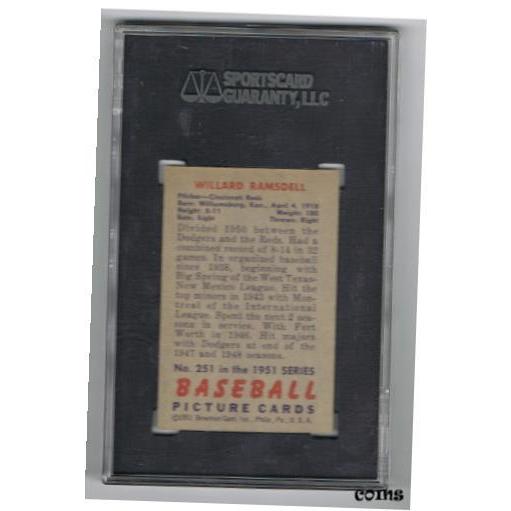 SPORTSCARD
GUARANTY, LLC
WILLARD RAMSDELL
Pitcher—Cincinnati Reds
Born: Williamsburg, Kan., April 4, 1918
Height: 5-11 Weight: 180
Bats: Right Throws: Right
Divided 1950 between the
Dodgers and the Reds. Had a
combined record of 8-14 in 32
games. In organized baseball
since 1938, beginning with
Big Spring of the West Texas-
New Mexico League. Hit the
top minors in 1942 with Mon-
treal of the International
League. Spend the next 2 sea-
sons in service. With Fort
Worth in 1946. Hit majors
with Dodgers at end of the
1947 and 1948 seasons.
No. 251 in the 1951 SERIES
BASEBALL
PICTURE CARDS
©1951 Bowman Gum, Inc., Phila., Pa., U. S. A.
coins